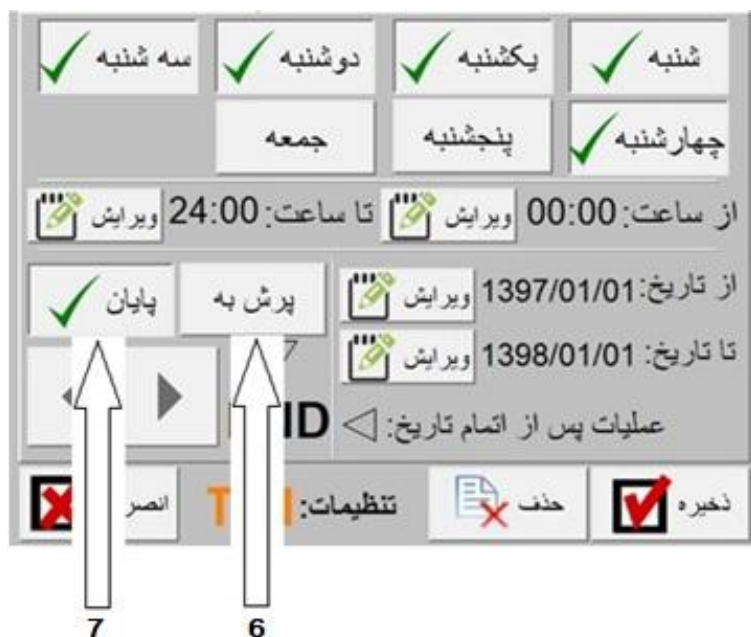 شنبه یکشنبه دوشنبه سه شنبه
چهارشنبه پنجشنبه جمعه
از ساعت: 00:00 ویرایش تا ساعت: 24:00 ویرایش
از تاریخ: 1397/01/01 ویرایش پرش به پایان
تا تاریخ: 1398/01/01 ویرایش
عملیات پس از اتمام تاریخ:
ذخیره حذف تنظیمات:
7 6